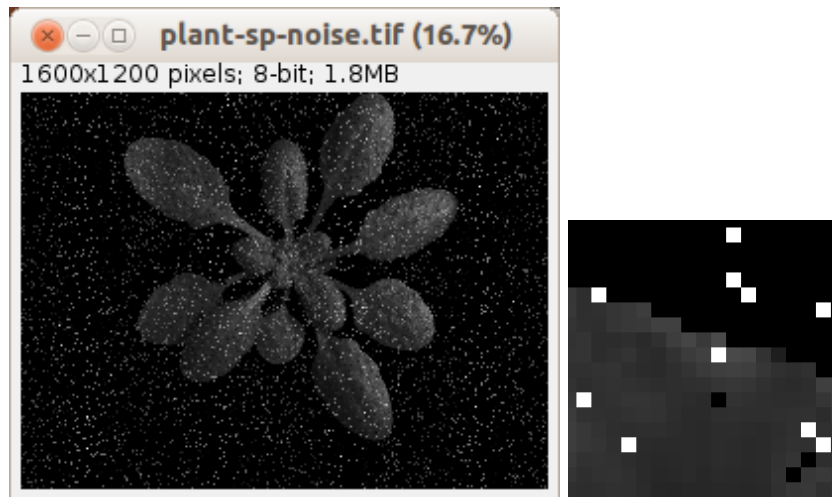 plant-sp-noise.tif (16.7%)
1600x1200 pixels; 8-bit; 1.8MB